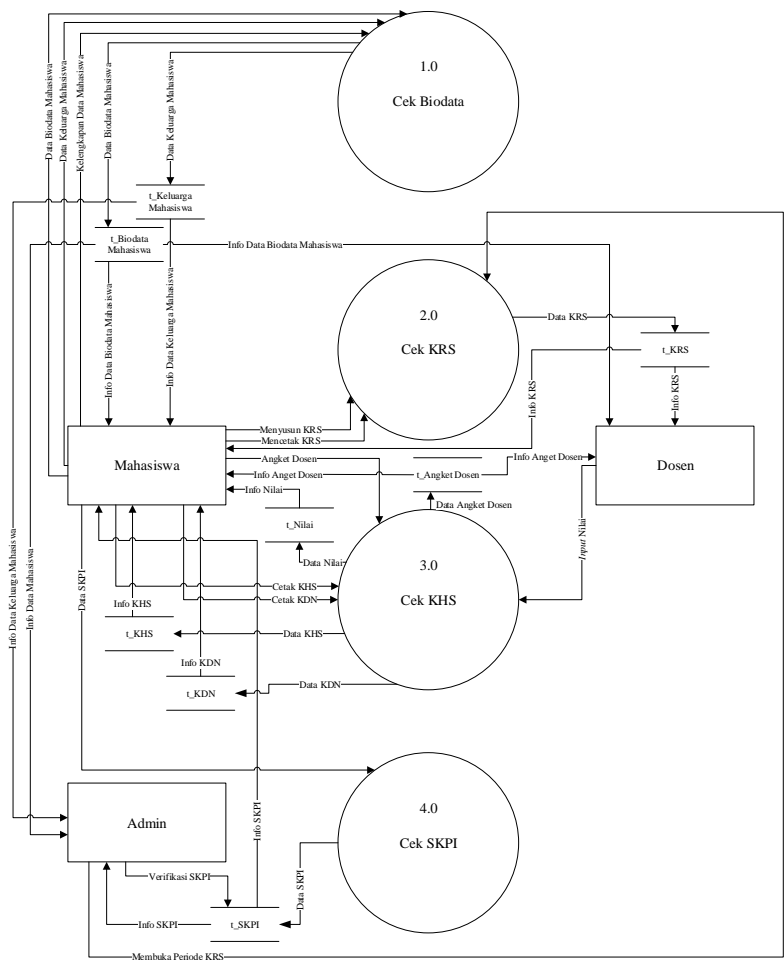 1.0
Cek Biodata
Data Biodata Mahasiswa
Data Keluarga Mahasiswa
Kelengkapan Data Mahasiswa
Data Biodata Mahasiswa
Data Keluarga Mahasiswa
t_Keluarga
Mahasiswa
t_Biodata
Mahasiswa
Info Data Biodata Mahasiswa
Info Data Biodata Mahasiswa
Info Data Keluarga Mahasiswa
2.0
Cek KRS
Data KRS
t_KRS
Info KRS
Info KRS
Menyusun KRS
Mencetak KRS
Mahasiswa
Dosen
Angket Dosen
Info Anget Dosen
t_Angket Dosen
Info Anget Dosen
Info Nilai
t_Nilai
Data Nilai
Data Angket Dosen
Input Nilai
3.0
Cek KHS
Cetak KHS
Cetak KDN
Info KHS
t_KHS
Data KHS
Info KDN
t_KDN
Data KDN
Data SKPI
Info Data Keluarga Mahasiswa
Info Data Mahasiswa
4.0
Cek SKPI
Admin
Info SKPI
Verifikasi SKPI
Data SKPI
Info SKPI
t_SKPI
Membuka Periode KRS